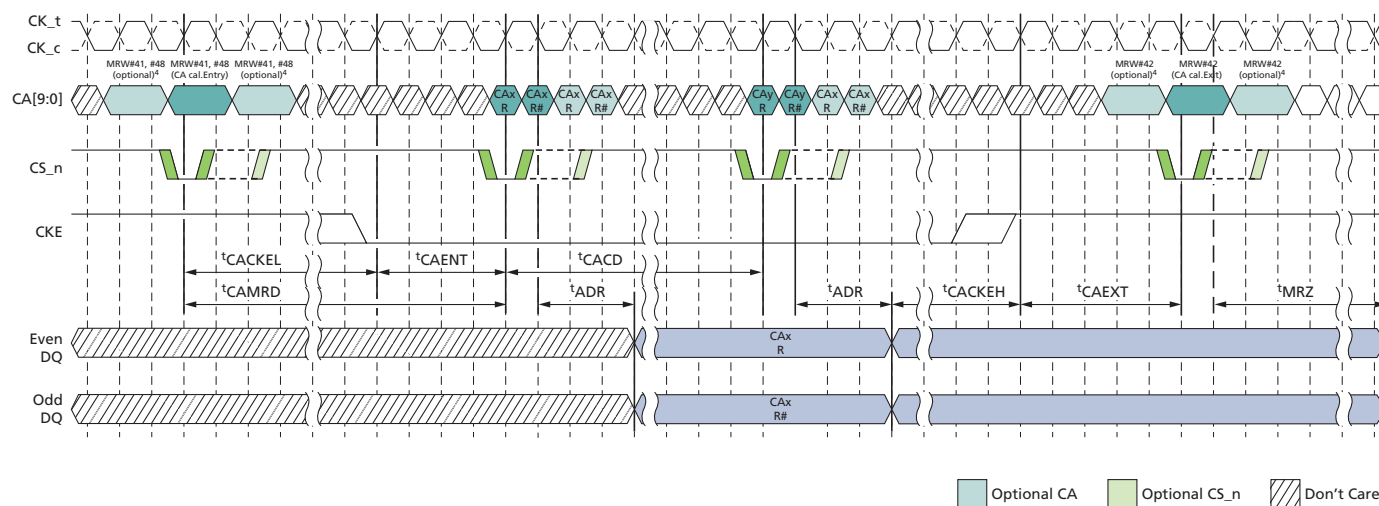 CK_t
CK_c
MRW#41, #48 MRW#41, #48 MRW#41, #48 MRW#42 MRW#42 MRW#42
(optional)4 (CA cal.Entry) (optional)4 (optional)4 (CA cal.Exit) (optional)4
CA[9:0]
CAx CAx CAx CAx CAy CAy CAx CAx
R R# R R# R R# R R#
CS_n
CKE
tCACKEL tCAENT tCACD
tCAMRD tADR tADR tCACKEH tCAEXT tMRZ
Even
DQ
CAx
R
Odd
DQ
CAx
R#
Optional CA Optional CS_n Don't Care